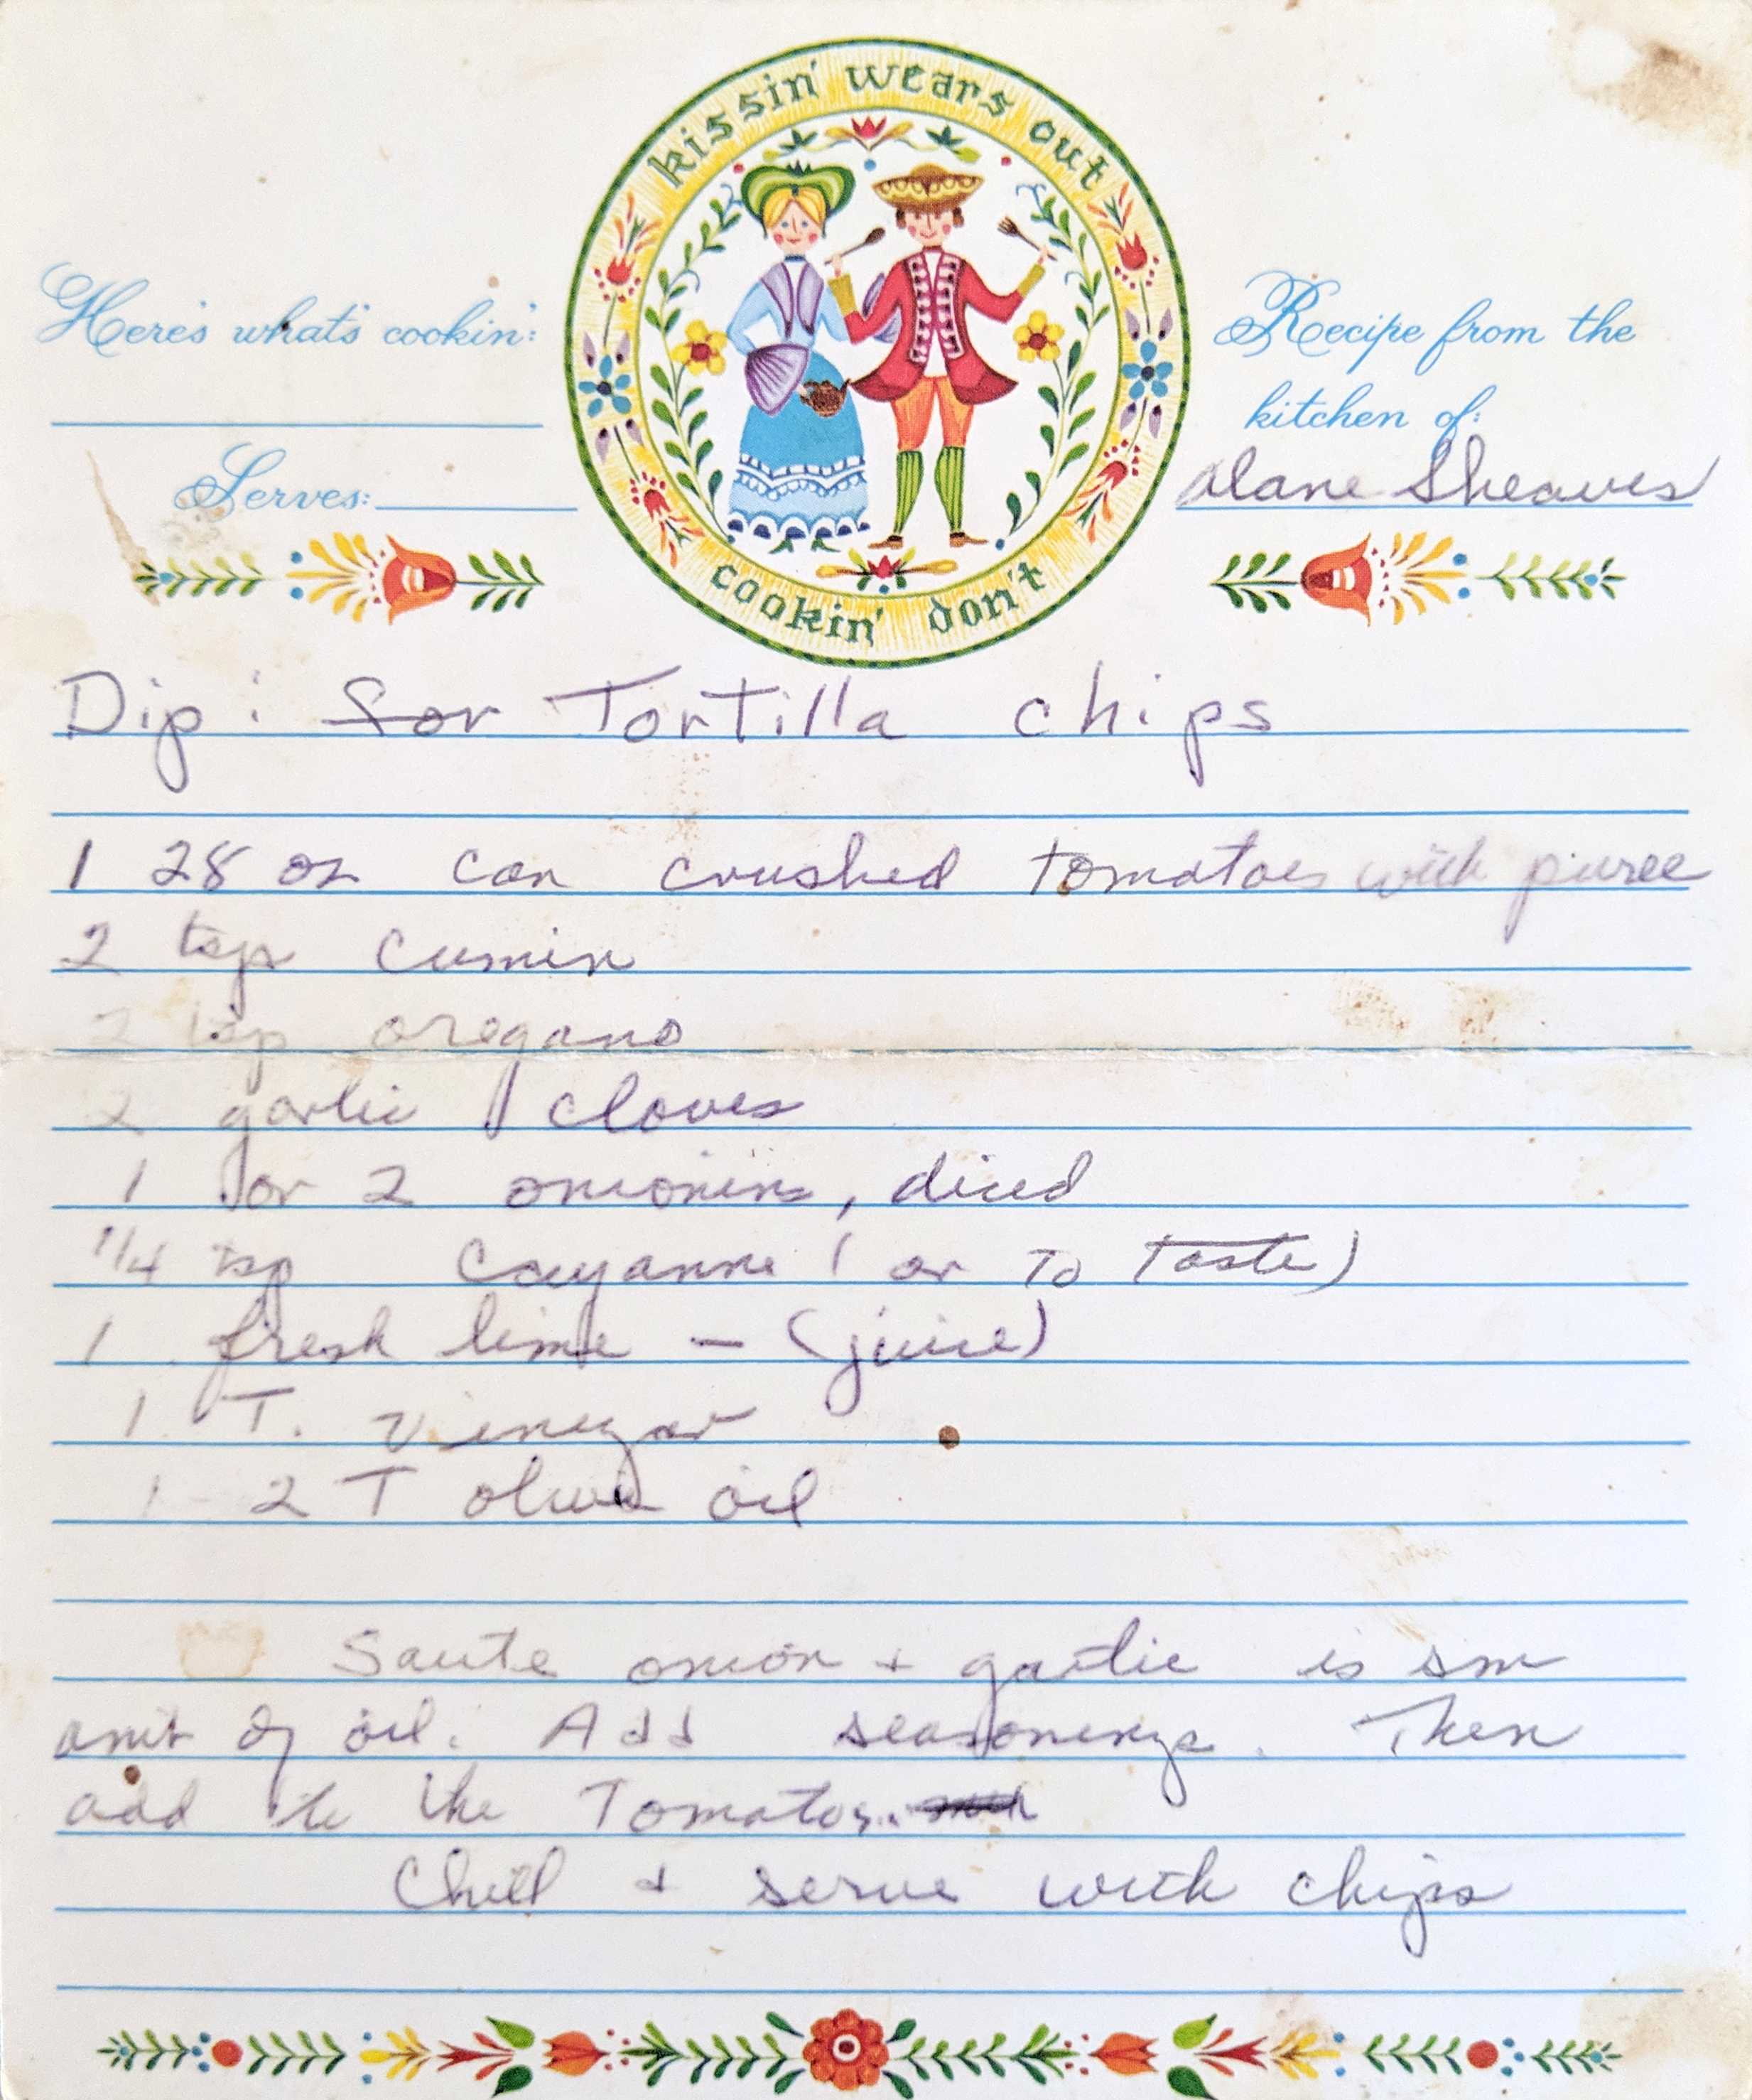 kissin' wears out
Here's what's cookin':
Recipe from the
kitchen of:
Alane Sheaves
Serves:
cookin' don't
Dip: for Tortilla chips
1 28 oz can crushed tomatoes with puree
2 tsp cumin
2 tsp oregano
2 garlic cloves
1 or 2 onionins, diced
1/4 tsp Cayanne (or to taste)
1 fresh lime - (juice)
1 T. vinegar
1-2 T olive oil
Saute onion + garlic is sm
amt of oil. Add seasonings. Then
add to the Tomatos.
Chill + serve with chips